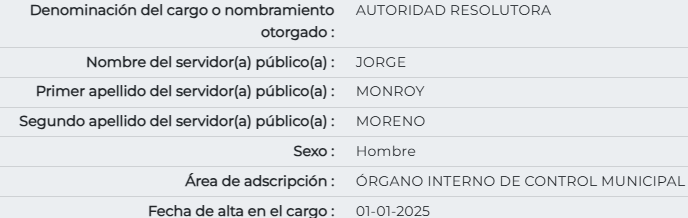 Denominación del cargo o nombramiento AUTORIDAD RESOLUTORA
otorgado :
Nombre del servidor(a) público(a) : JORGE
Primer apellido del servidor(a) público(a) : MONROY
Segundo apellido del servidor(a) público(a) : MORENO
Sexo : Hombre
Área de adscripción : ÓRGANO INTERNO DE CONTROL MUNICIPAL
Fecha de alta en el cargo : 01-01-2025